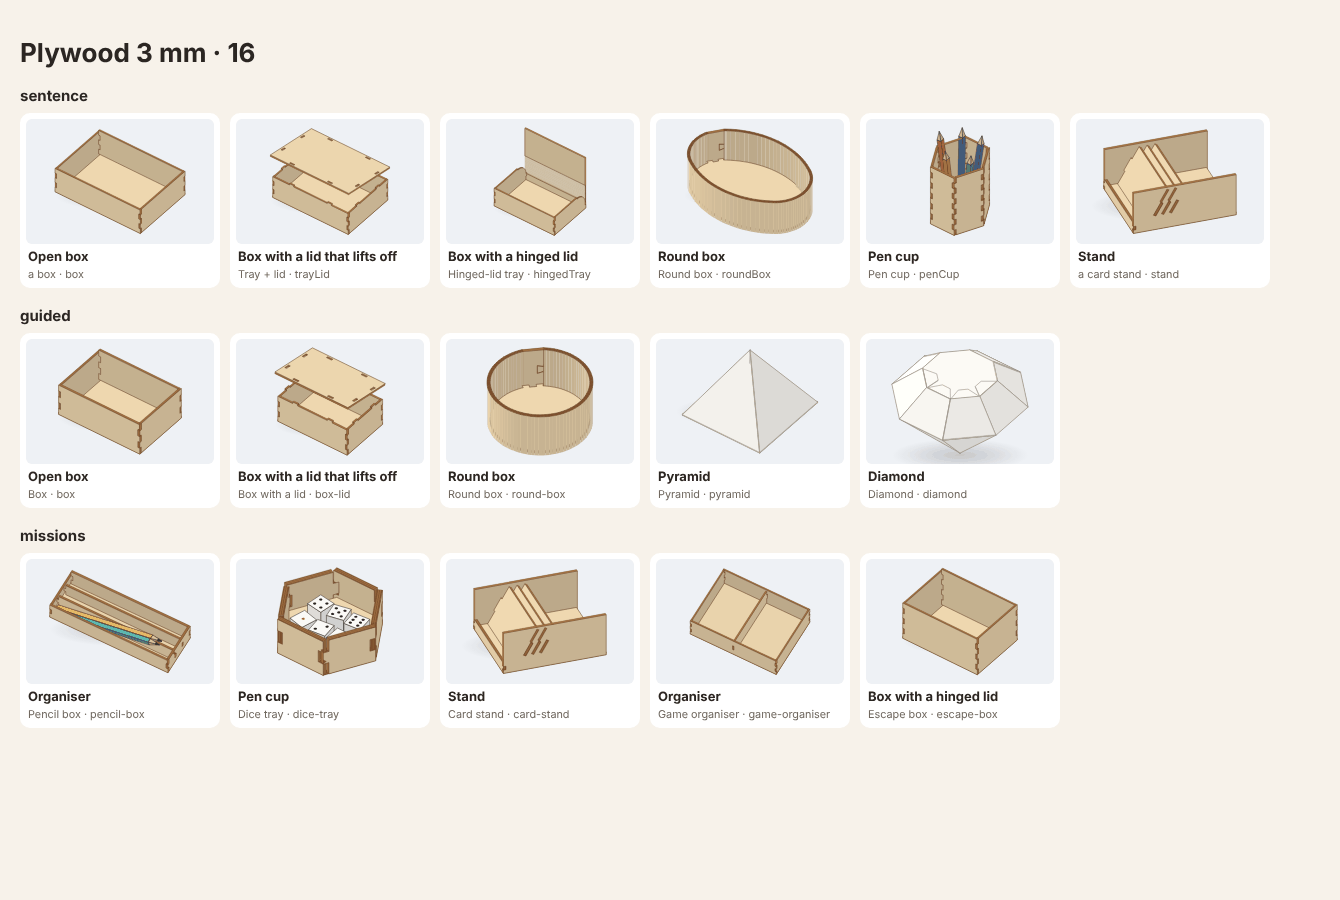 Plywood 3 mm · 16
sentence
Open box
a box · box
Box with a lid that lifts off
Tray + lid · trayLid
Box with a hinged lid
Hinged-lid tray · hingedTray
Round box
Round box · roundBox
Pen cup
Pen cup · penCup
Stand
a card stand · stand
guided
Open box
Box · box
Box with a lid that lifts off
Box with a lid · box-lid
Round box
Round box · round-box
Pyramid
Pyramid · pyramid
Diamond
Diamond · diamond
missions
Organiser
Pencil box · pencil-box
Pen cup
Dice tray · dice-tray
Stand
Card stand · card-stand
Organiser
Game organiser · game-organiser
Box with a hinged lid
Escape box · escape-box